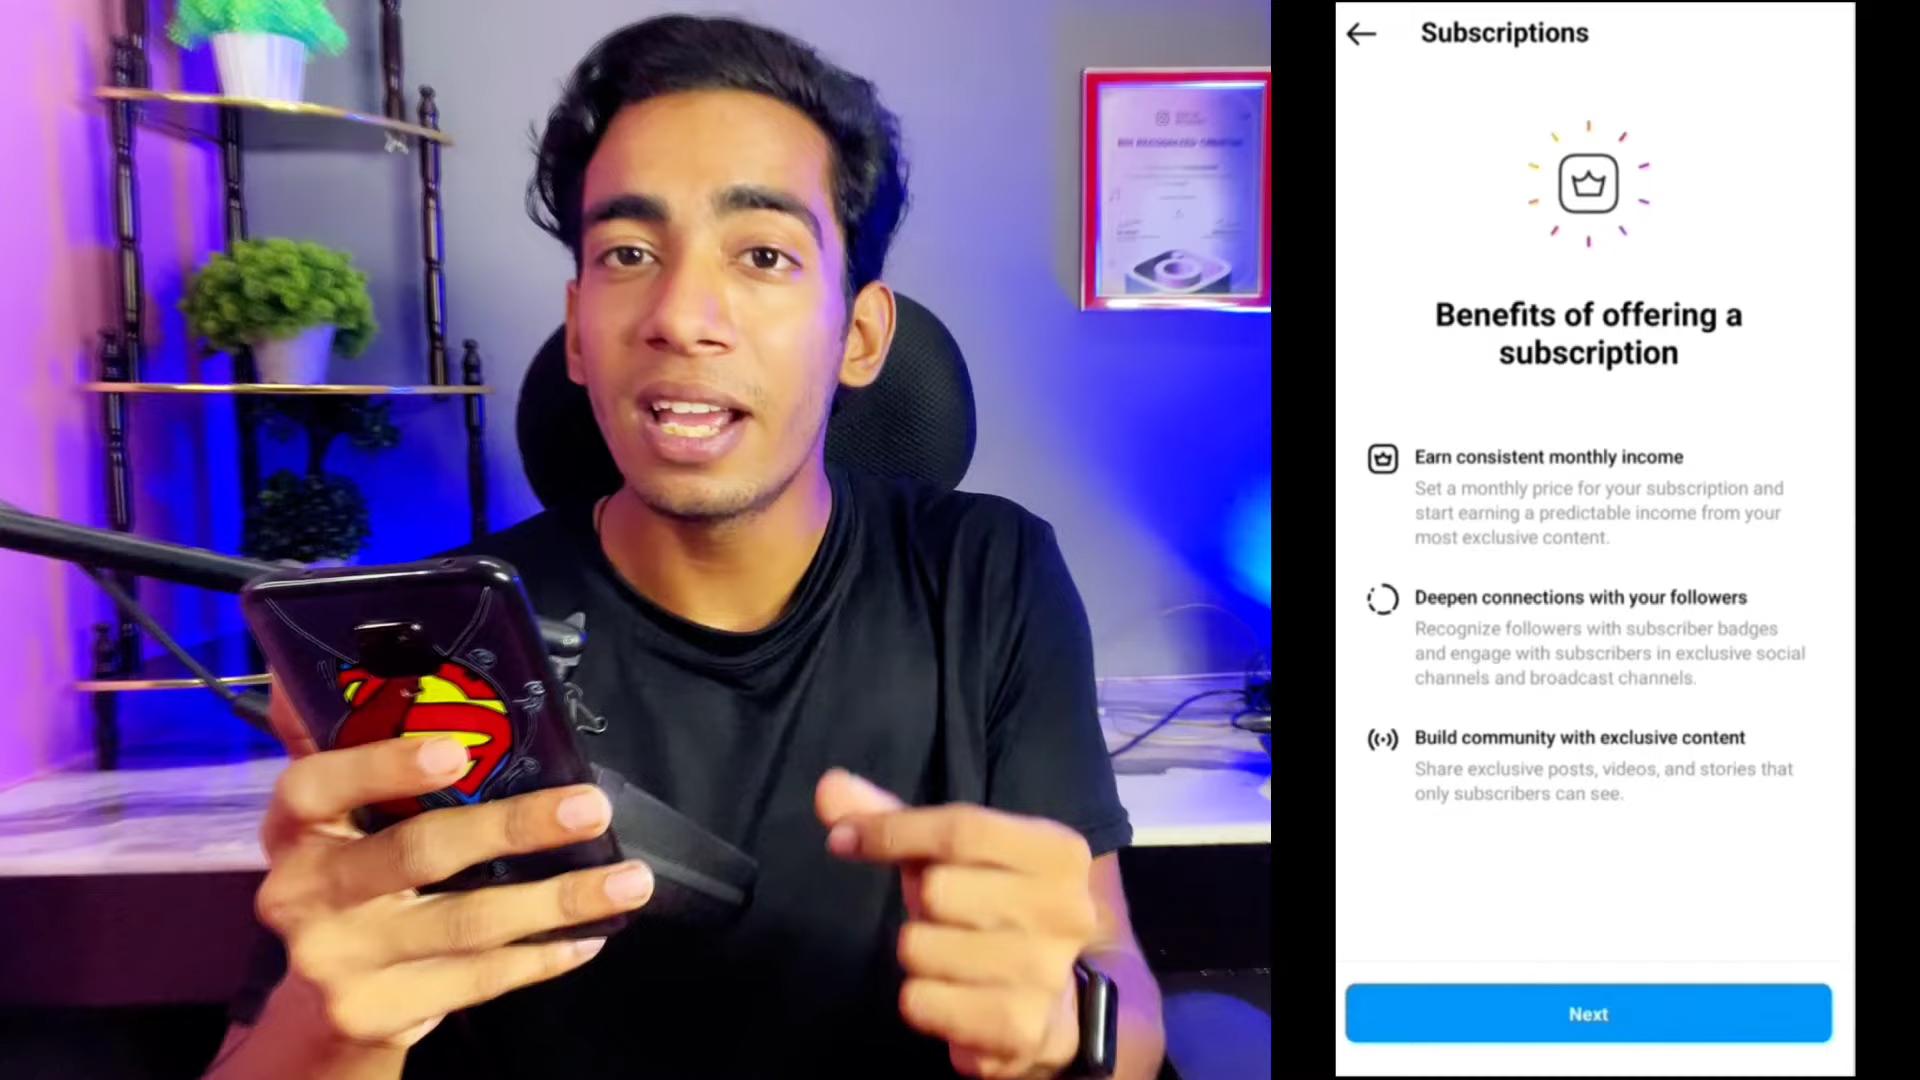 Subscriptions
Benefits of offering a
subscription
Earn consistent monthly income
Set a monthly price for your subscription and
start earning a predictable income from your
most exclusive content.
Deepen connections with your followers
Recognize followers with subscriber badges
and engage with subscribers in exclusive social
channels and broadcast channels.
Build community with exclusive content
Share exclusive posts, videos, and stories that
only subscribers can see.
Next